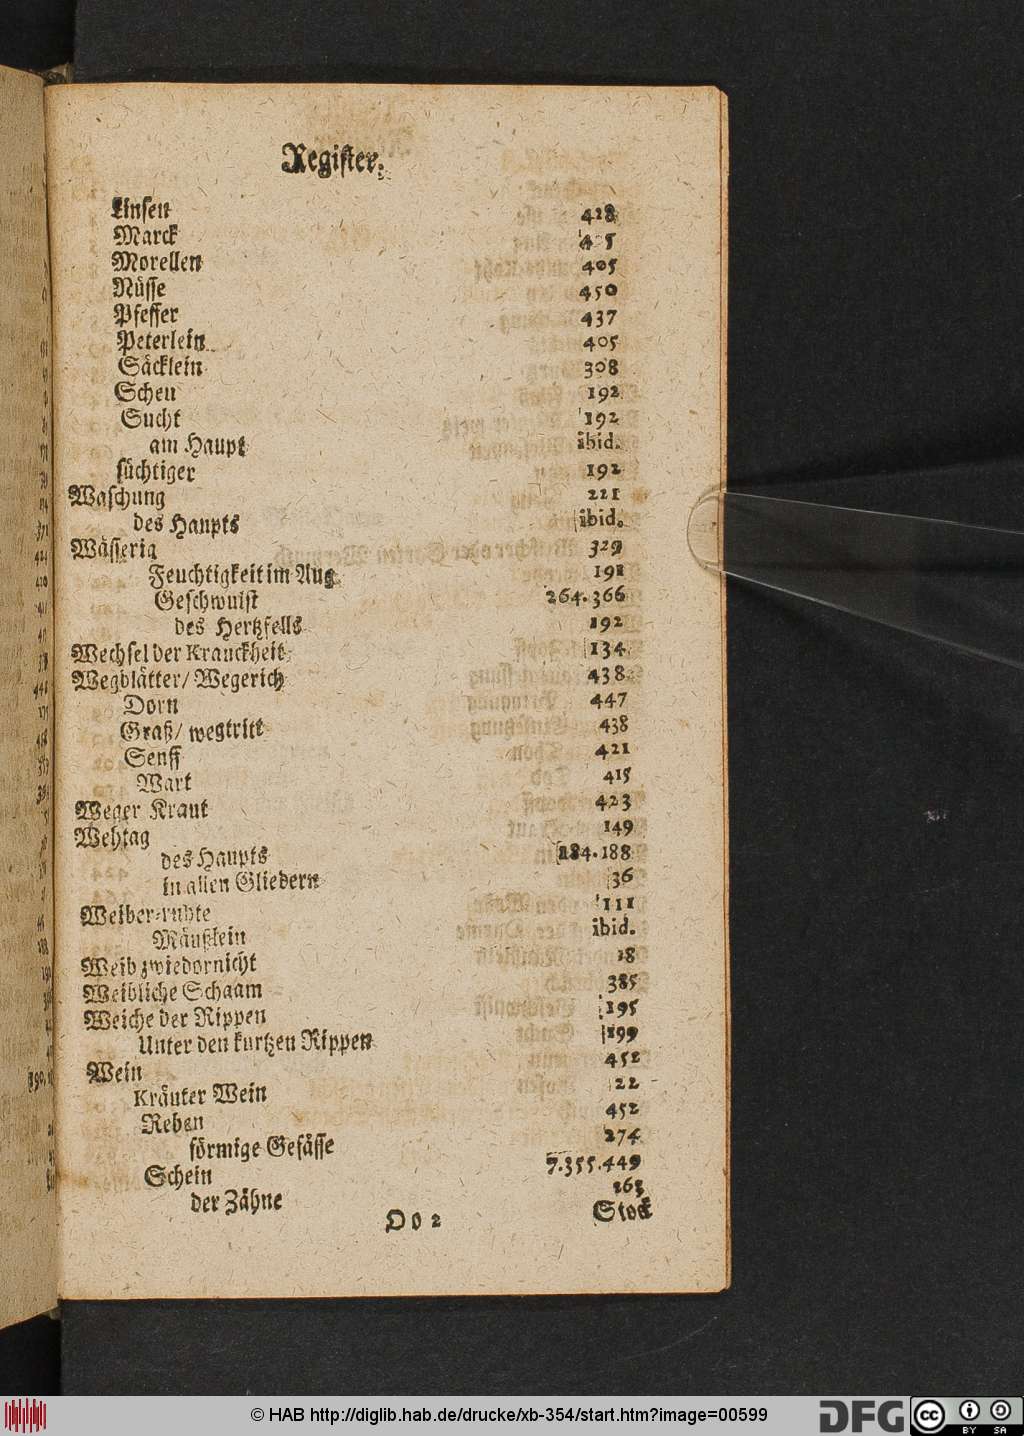 Register.
Linsen 428
Marck 4 5
Morellen 405
Nüsse 450
Pfeffer 437
Peterlein 405
Säcklein 308
Scheu 192
Sucht 192
am Haupt ibid.
süchtiger 192
Waschung 221
des Haupts ibid.
Wässerig 329
Feuchtigkeit im Aug 191
Geschwulst 264.366
des Hertzfells 192
Wechsel der Kranckheit 134
Wegblätter/ Wegerich 438
Dorn 447
Graß/ wegtritt 438
Senff 421
Wart 415
Weger Kraut 423
Wehtag 149
des Haupts 184.188
in allen Gliedern 36
Weiber-ruhte 111
Mäußlein ibid.
Weib zwiedornicht 18
Weibliche Schaam 385
Weiche der Rippen 195
Unter den kurtzen Rippen 199
Wein 452
Kräuter Wein 22
Reben 452
förmige Gefässe 274
Schein 7.355.449
der Zähne 163
O o 2 Stock
© HAB http://diglib.hab.de/drucke/xb-354/start.htm?image=00599
DFG
cc BY SA